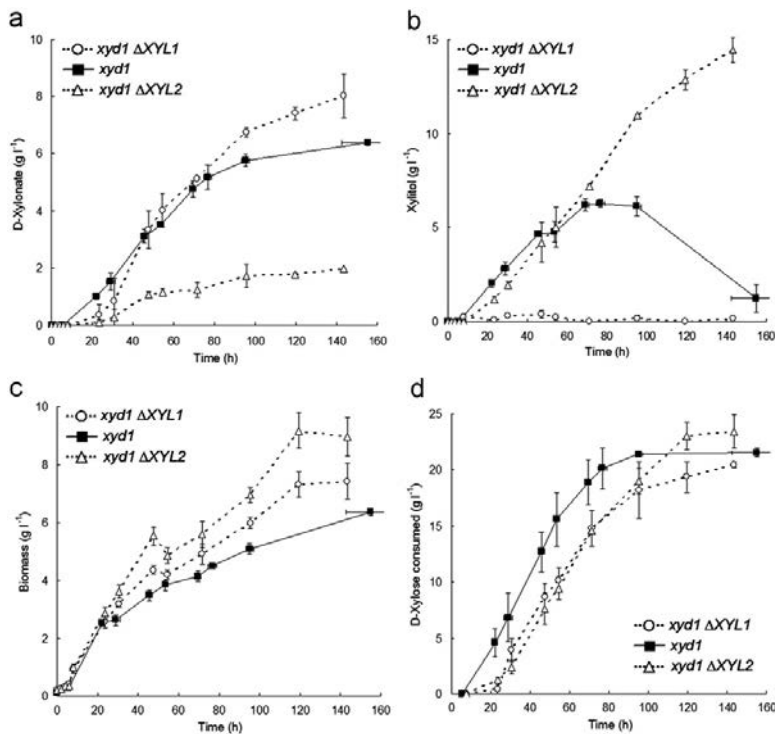 a
xyd1 ΔXYL1
xyd1
xyd1 ΔXYL2
D-Xylonate (g l⁻¹)
10
8
6
4
2
0
0 20 40 60 80 100 120 140 160
Time (h)
b
xyd1 ΔXYL1
xyd1
xyd1 ΔXYL2
Xylitol (g l⁻¹)
15
10
5
0
0 20 40 60 80 100 120 140 160
Time (h)
c
xyd1 ΔXYL1
xyd1
xyd1 ΔXYL2
Biomass (g l⁻¹)
10
8
6
4
2
0
0 20 40 60 80 100 120 140 160
Time (h)
d
D-Xylose consumed (g l⁻¹)
25
20
15
10
5
0
xyd1 ΔXYL1
xyd1
xyd1 ΔXYL2
0 20 40 60 80 100 120 140 160
Time (h)